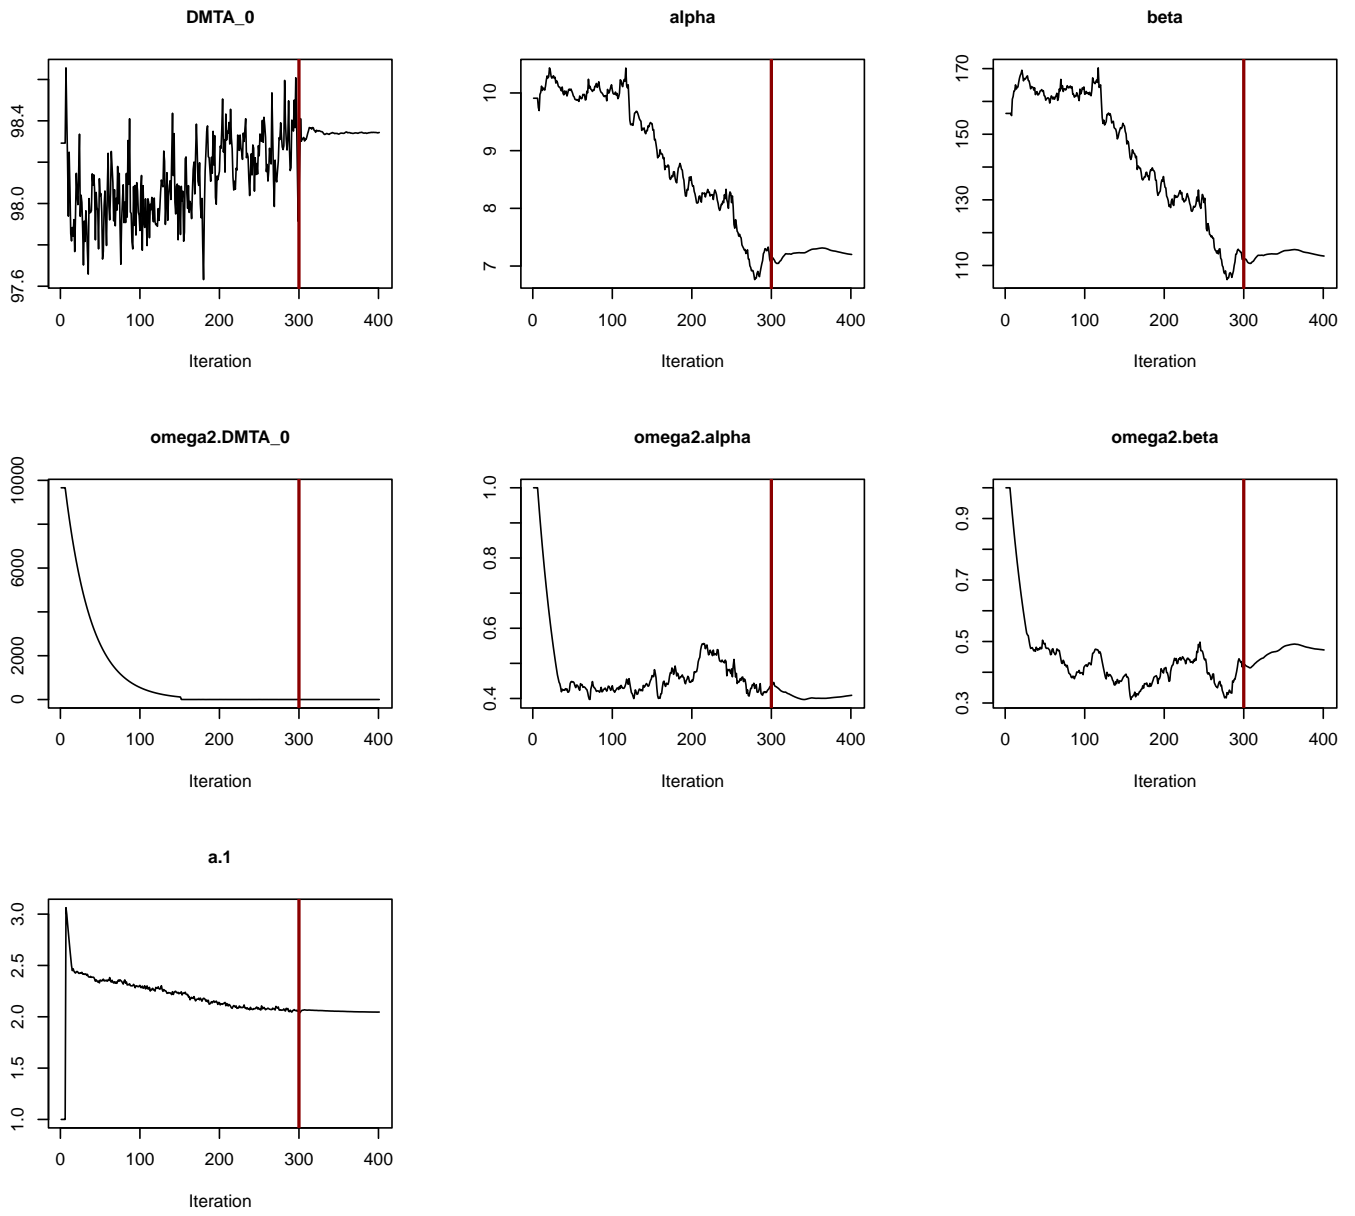 DMTA_0
alpha
beta
97.6 98.0 98.4
7 8 9 10
110 130 150 170
0 100 200 300 400
0 100 200 300 400
0 100 200 300 400
Iteration
Iteration
Iteration
omega2.DMTA_0
omega2.alpha
omega2.beta
0 2000 6000 10000
0.4 0.6 0.8 1.0
0.3 0.5 0.7 0.9
0 100 200 300 400
0 100 200 300 400
0 100 200 300 400
Iteration
Iteration
Iteration
a.1
1.0 1.5 2.0 2.5 3.0
0 100 200 300 400
Iteration